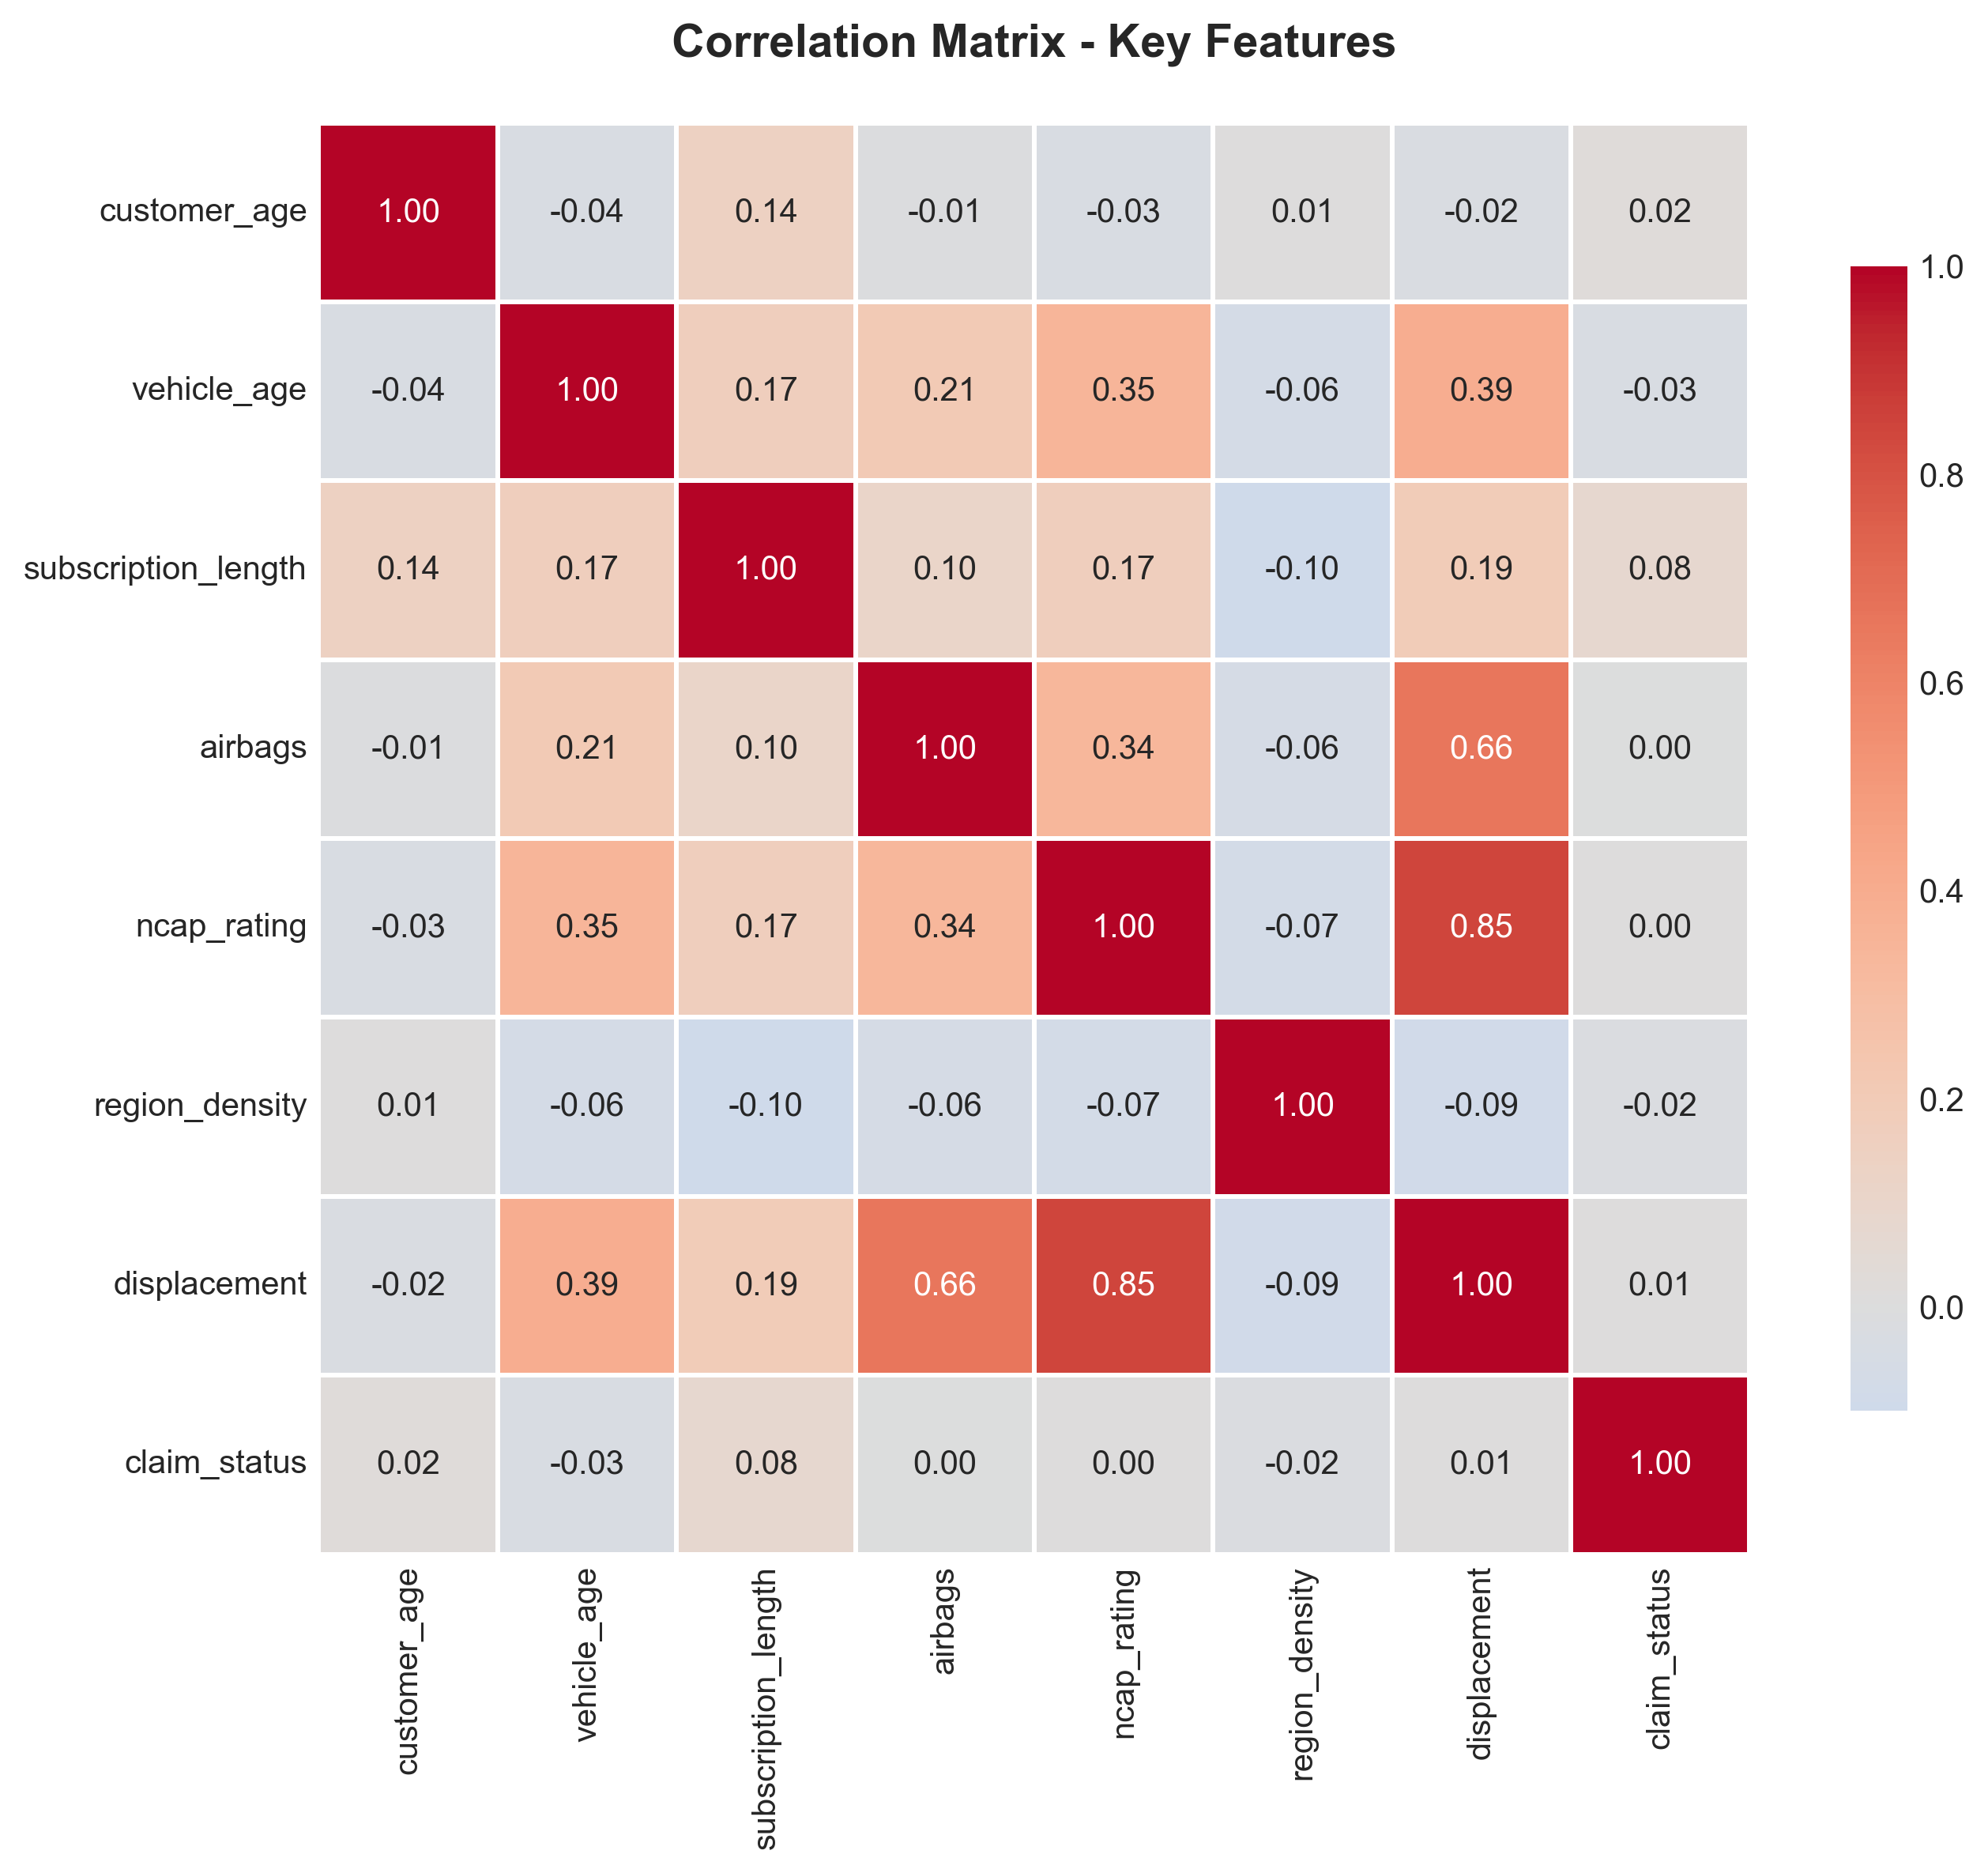 Correlation Matrix - Key Features
customer_age 1.00 -0.04 0.14 -0.01 -0.03 0.01 -0.02 0.02
vehicle_age -0.04 1.00 0.17 0.21 0.35 -0.06 0.39 -0.03
subscription_length 0.14 0.17 1.00 0.10 0.17 -0.10 0.19 0.08
airbags -0.01 0.21 0.10 1.00 0.34 -0.06 0.66 0.00
ncap_rating -0.03 0.35 0.17 0.34 1.00 -0.07 0.85 0.00
region_density 0.01 -0.06 -0.10 -0.06 -0.07 1.00 -0.09 -0.02
displacement -0.02 0.39 0.19 0.66 0.85 -0.09 1.00 0.01
claim_status 0.02 -0.03 0.08 0.00 0.00 -0.02 0.01 1.00
customer_age
vehicle_age
subscription_length
airbags
ncap_rating
region_density
displacement
claim_status
1.0
0.8
0.6
0.4
0.2
0.0